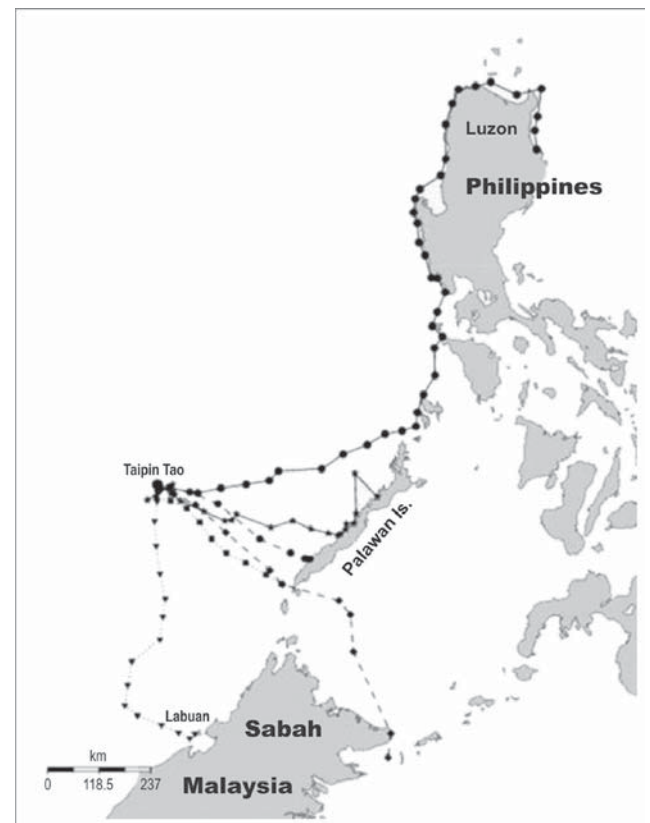 Luzon
Philippines
Taipin Tao
Palawan Is.
Labuan
Sabah
km
0 118.5 237
Malaysia